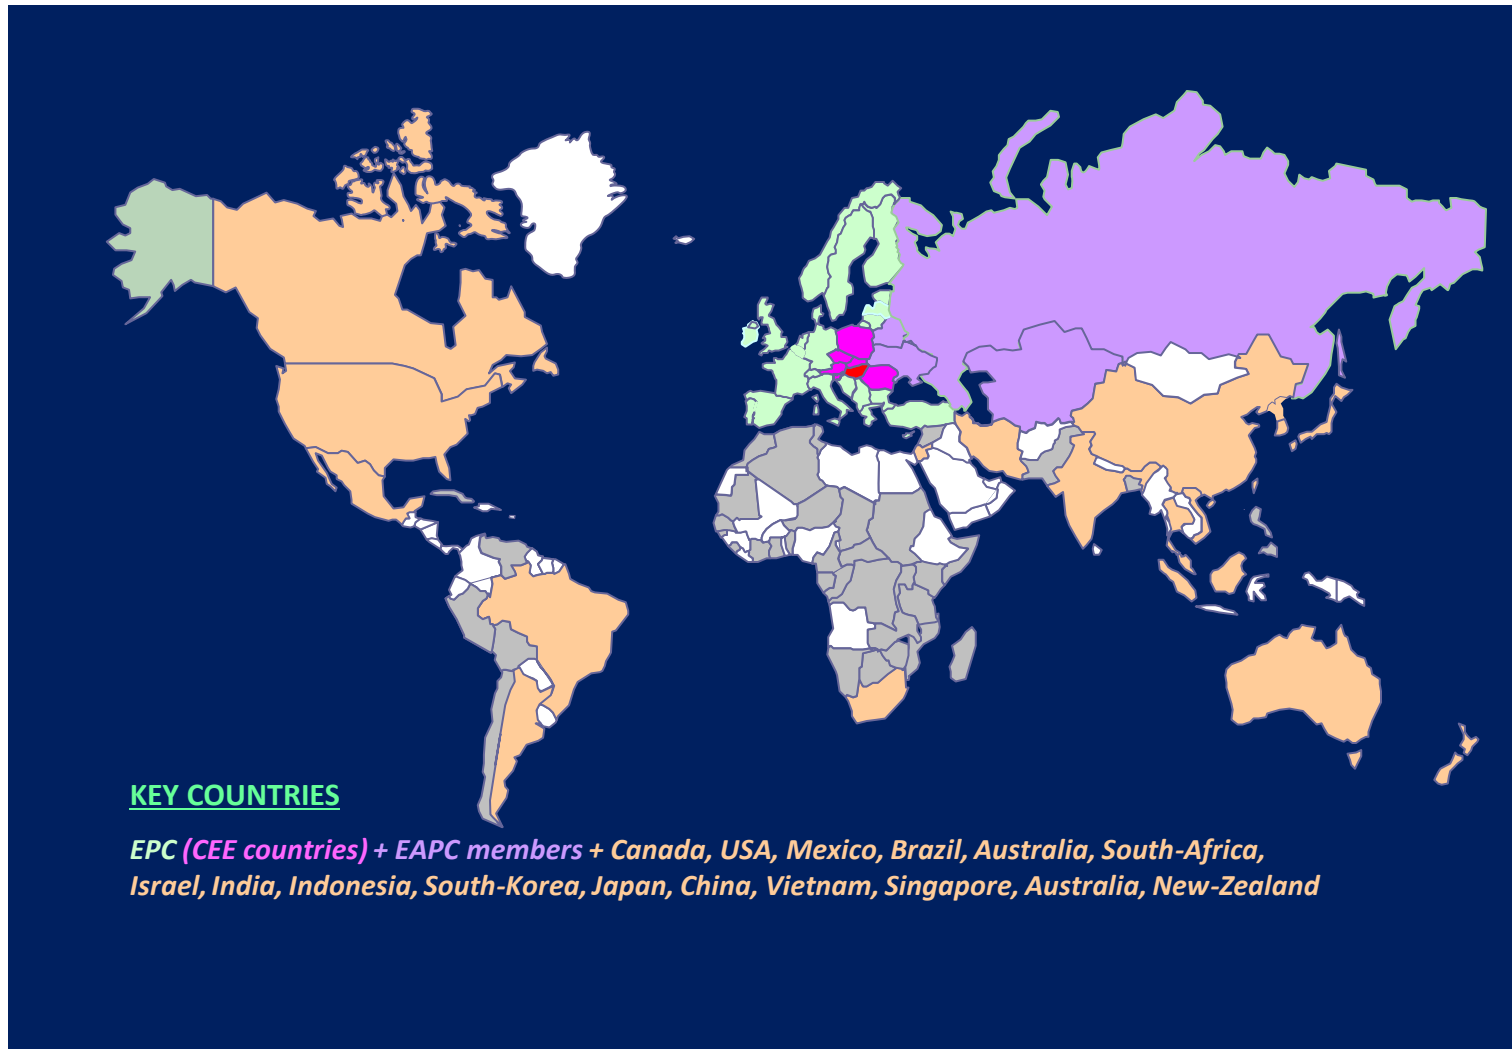 KEY COUNTRIES
EPC (CEE countries) + EAPC members + Canada, USA, Mexico, Brazil, Australia, South-Africa,
Israel, India, Indonesia, South-Korea, Japan, China, Vietnam, Singapore, Australia, New-Zealand